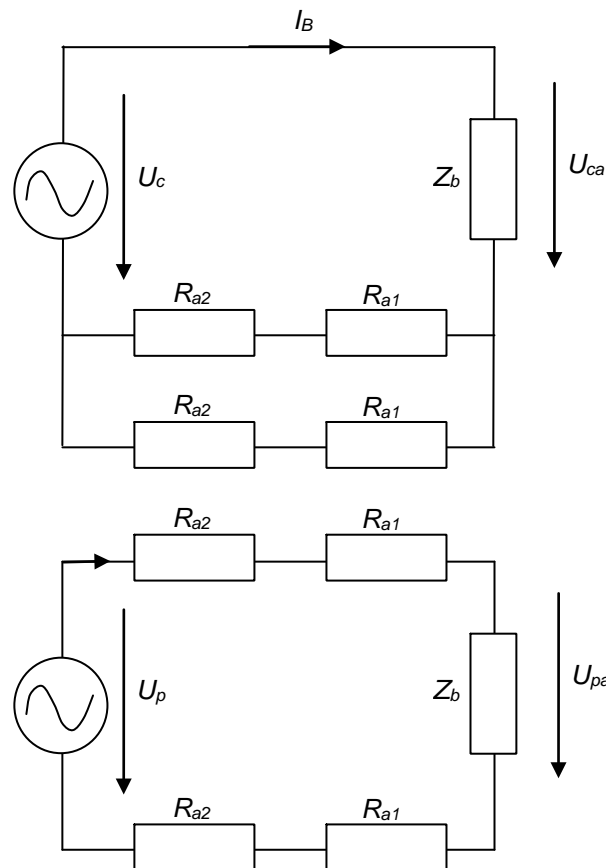 I_B
U_c
Z_b
U_ca
R_a2 R_a1
R_a2 R_a1
R_a2 R_a1
U_p
Z_b
U_pa
R_a2 R_a1